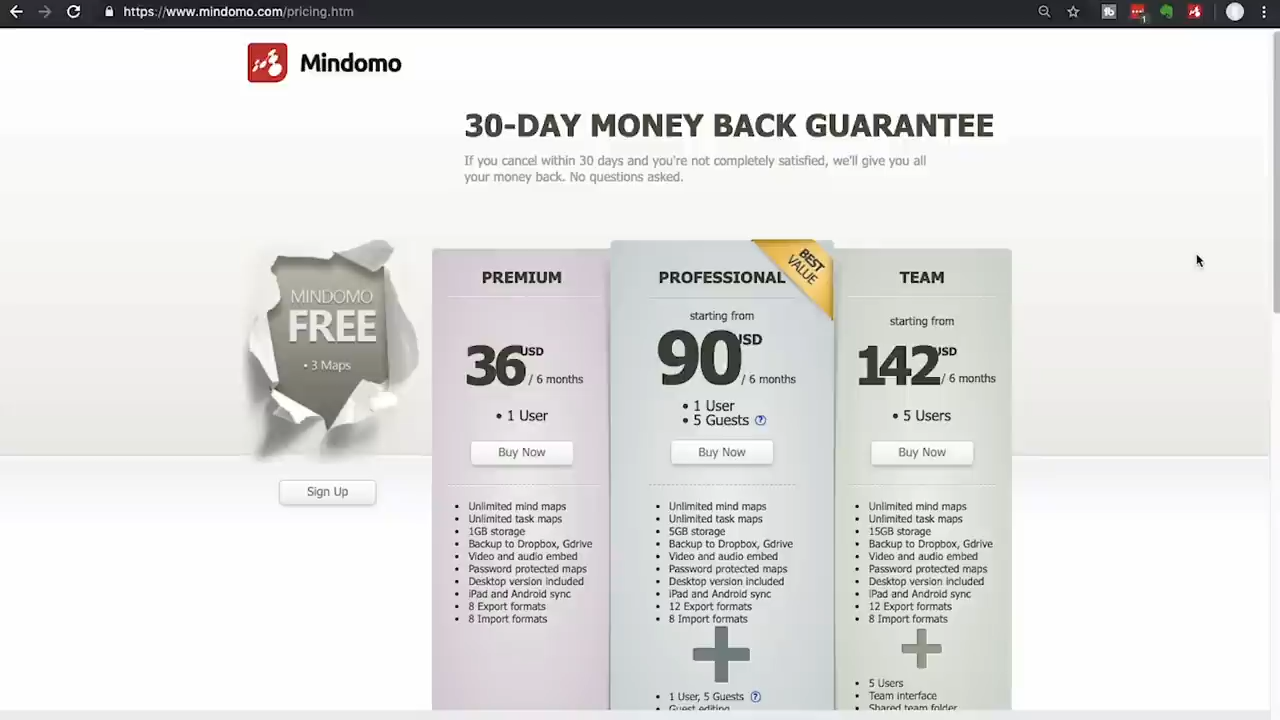 https://www.mindomo.com/pricing.htm
1
Mindomo
30-DAY MONEY BACK GUARANTEE
If you cancel within 30 days and you're not completely satisfied, we'll give you all
your money back. No questions asked.
MINDOMO
FREE
• 3 Maps
Sign Up
PREMIUM
36 USD
/ 6 months
• 1 User
Buy Now
• Unlimited mind maps
• Unlimited task maps
• 1GB storage
• Backup to Dropbox, Gdrive
• Video and audio embed
• Password protected maps
• Desktop version included
• iPad and Android sync
• 8 Export formats
• 8 Import formats
PROFESSIONAL
BEST
VALUE
starting from
90 USD
/ 6 months
• 1 User
• 5 Guests ?
Buy Now
• Unlimited mind maps
• Unlimited task maps
• 5GB storage
• Backup to Dropbox, Gdrive
• Video and audio embed
• Password protected maps
• Desktop version included
• iPad and Android sync
• 12 Export formats
• 8 Import formats
• 1 User, 5 Guests ?
• Guest editing
TEAM
starting from
142 USD
/ 6 months
• 5 Users
Buy Now
• Unlimited mind maps
• Unlimited task maps
• 15GB storage
• Backup to Dropbox, Gdrive
• Video and audio embed
• Password protected maps
• Desktop version included
• iPad and Android sync
• 12 Export formats
• 8 Import formats
• 5 Users
• Team interface
• Shared team folder